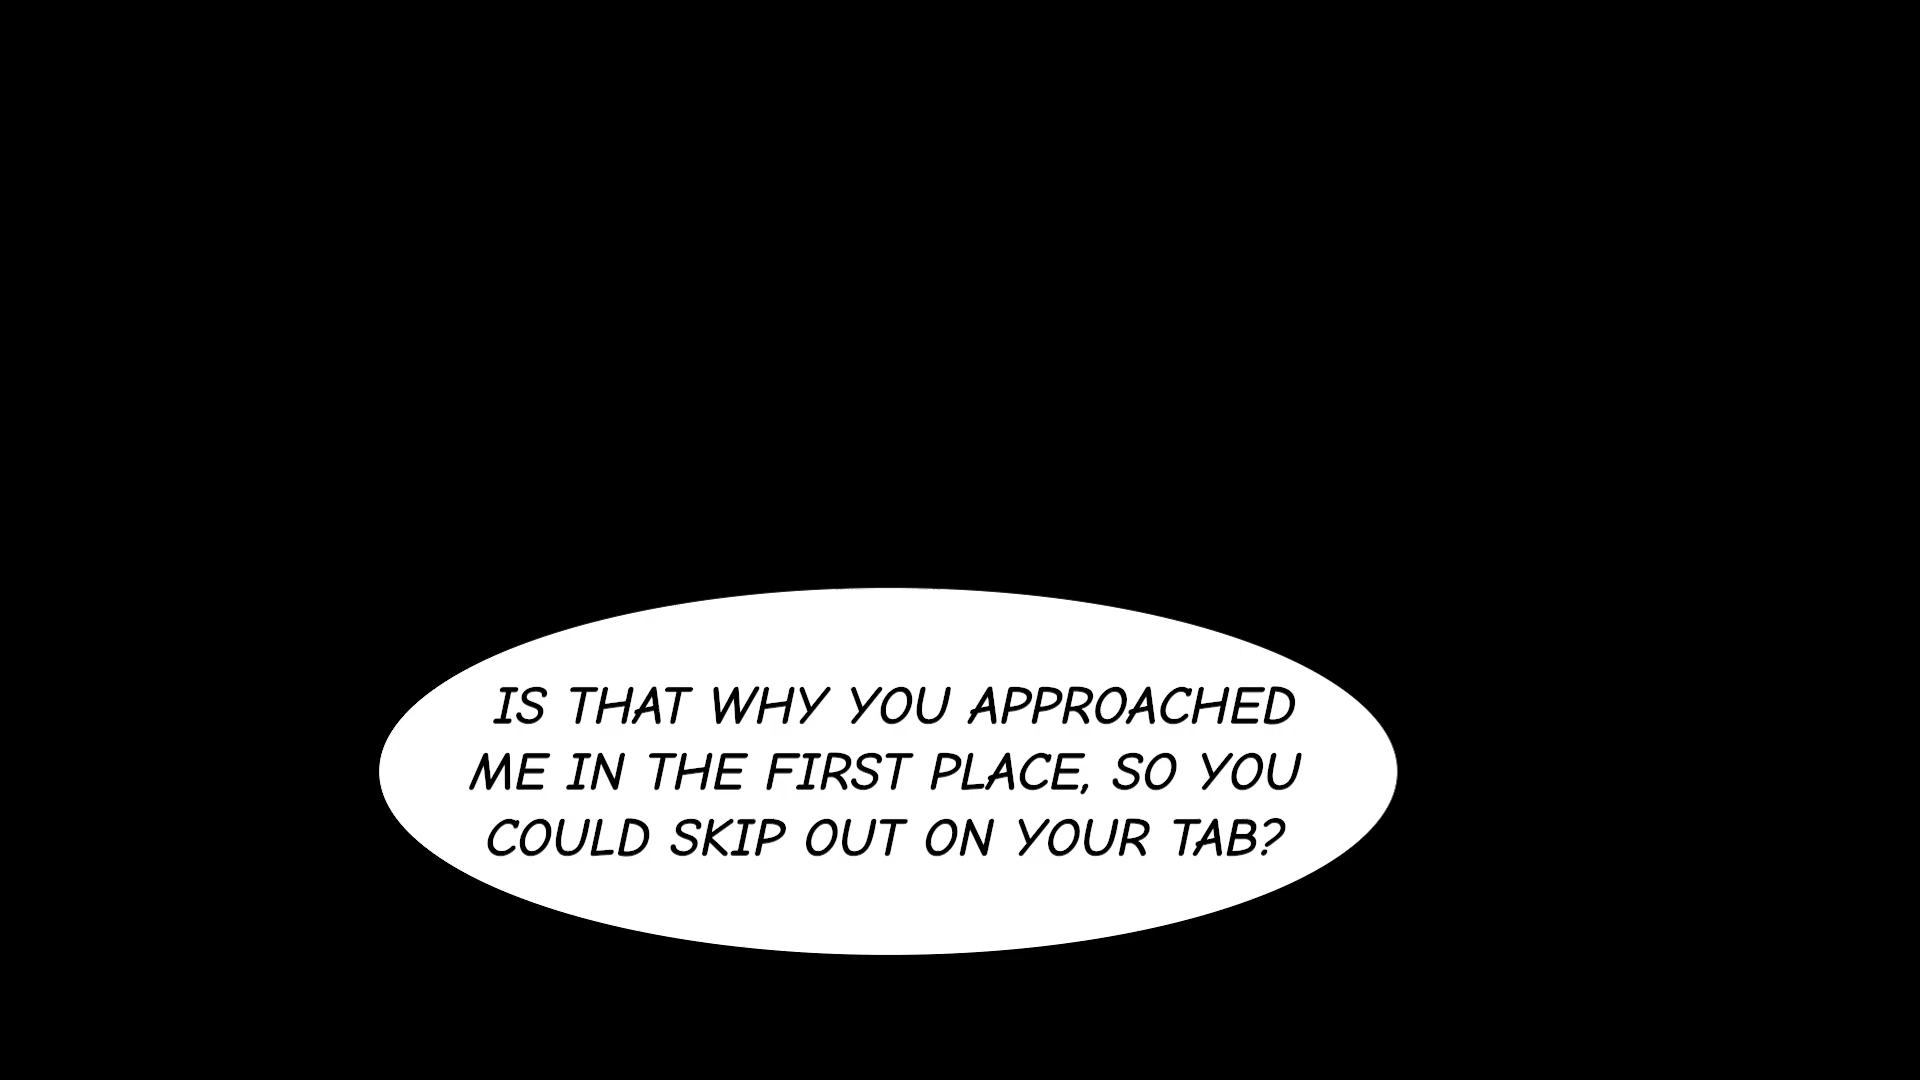 IS THAT WHY YOU APPROACHED
ME IN THE FIRST PLACE, SO YOU
COULD SKIP OUT ON YOUR TAB?